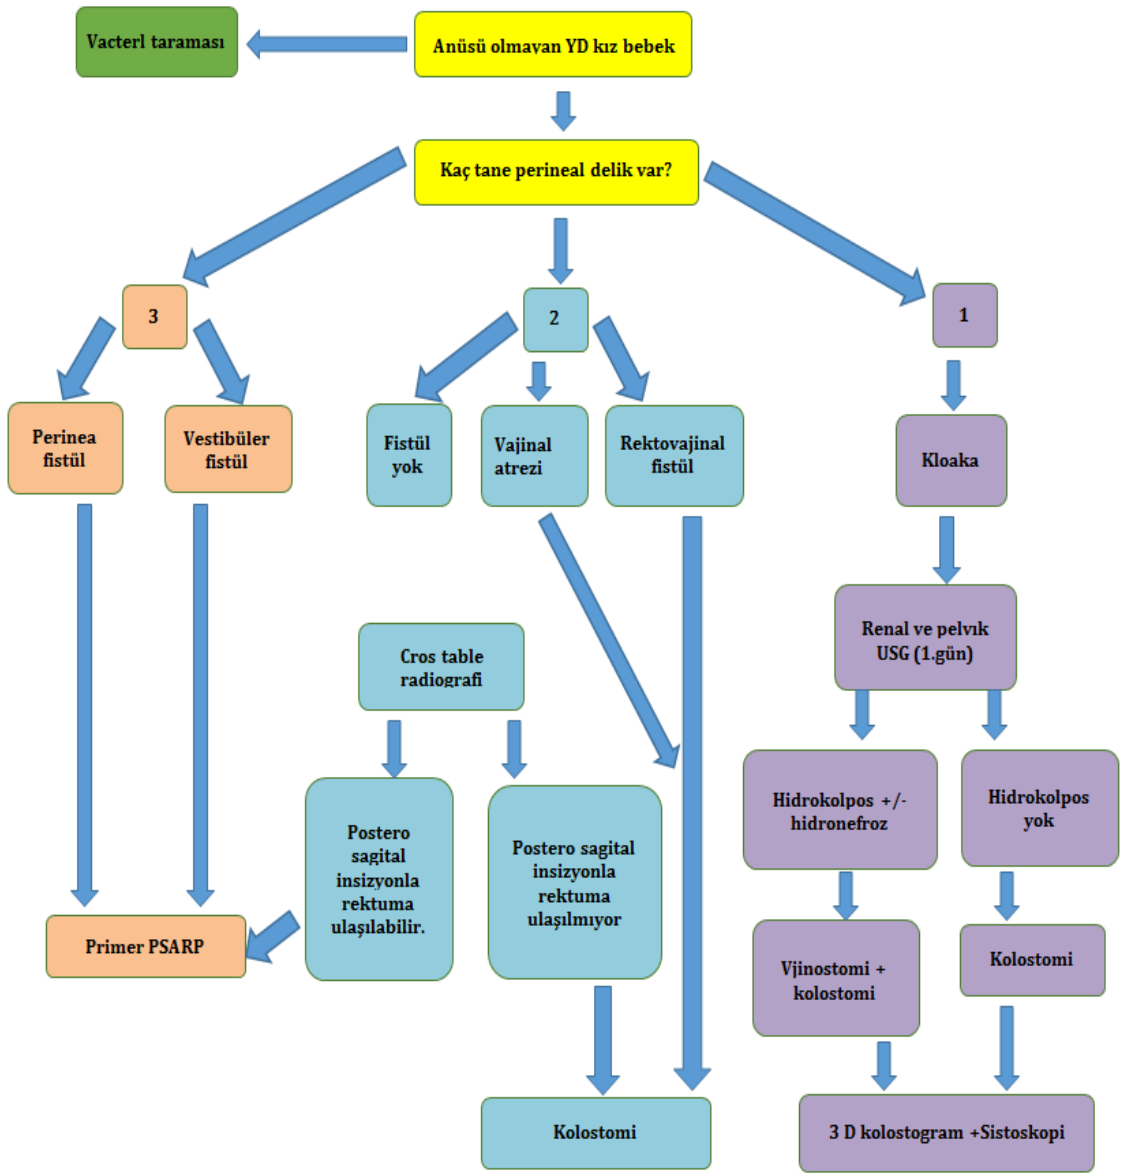 Vacterl taraması
Anüsü olmayan YD kız bebek
Kaç tane perineal delik var?
3
2
1
Perinea
fistül
Vestibüler
fistül
Fistül
yok
Vajinal
atrezi
Rektovajinal
fistül
Kloaka
Renal ve pelvık
USG (1.gün)
Cros table
radiografi
Hidrokolpos +/-
hidronefroz
Hidrokolpos
yok
Postero
sagital
insizyonla
rektuma
ulaşılabilir.
Postero sagital
insizyonla
rektuma
ulaşılmıyor
Primer PSARP
Vjinostomi +
kolostomi
Kolostomi
Kolostomi
3 D kolostogram +Sistoskopi